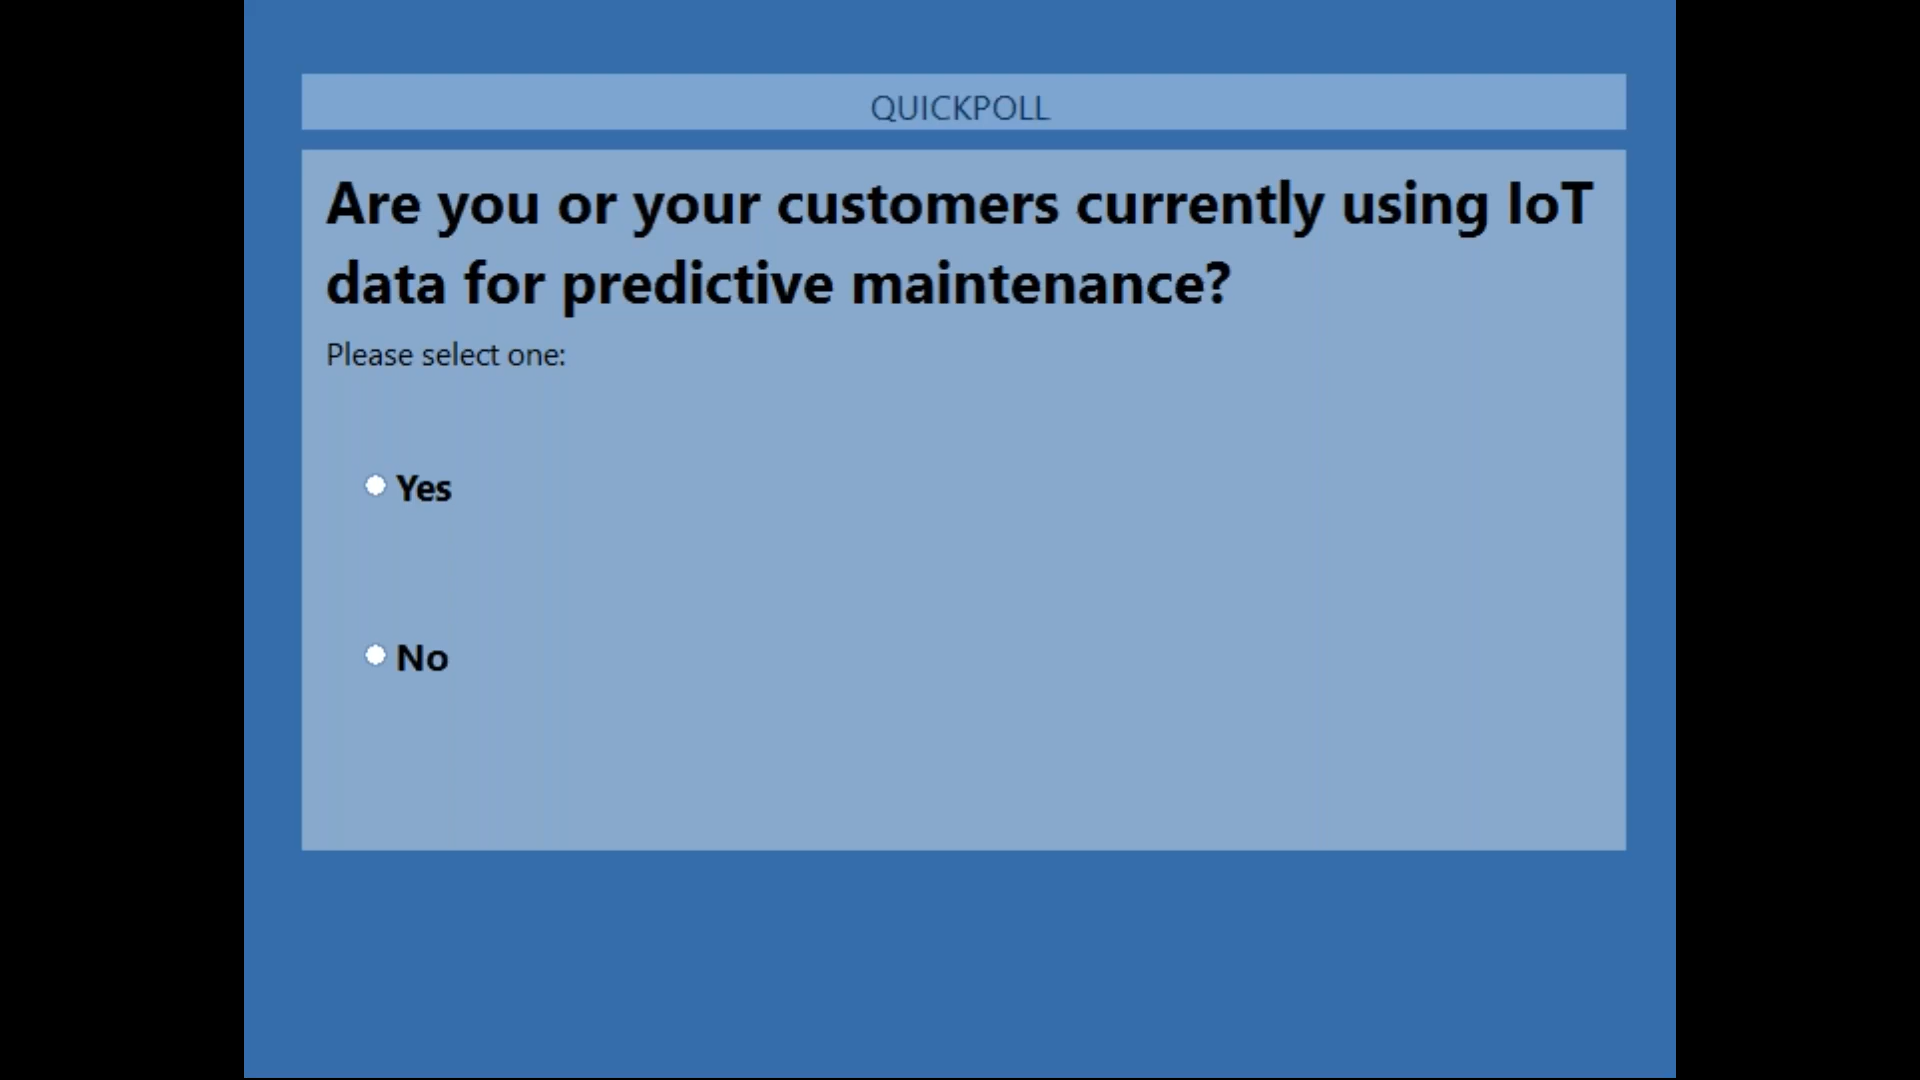 QUICKPOLL
Are you or your customers currently using IoT
data for predictive maintenance?
Please select one:
Yes
No